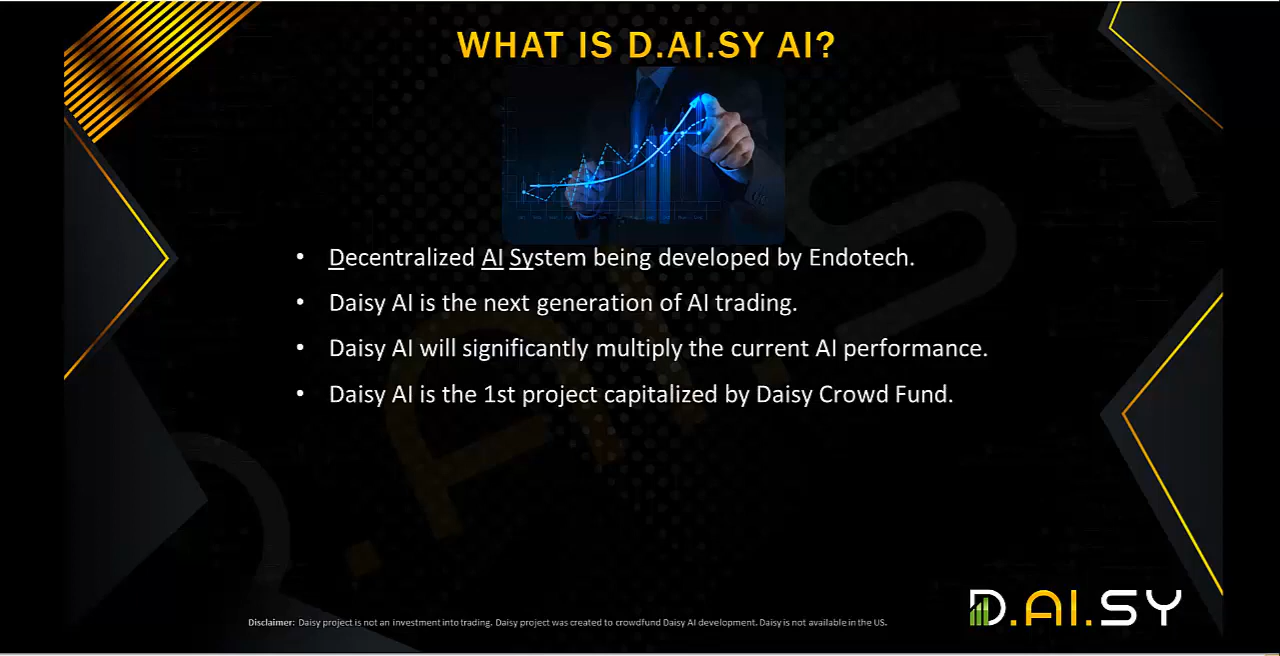 WHAT IS D.AI.SY AI?
• Decentralized AI System being developed by Endotech.
• Daisy AI is the next generation of AI trading.
• Daisy AI will significantly multiply the current AI performance.
• Daisy AI is the 1st project capitalized by Daisy Crowd Fund.
D.AI.SY
Disclaimer: Daisy project is not an investment into trading. Daisy project was created to crowdfund Daisy AI development. Daisy is not available in the US.